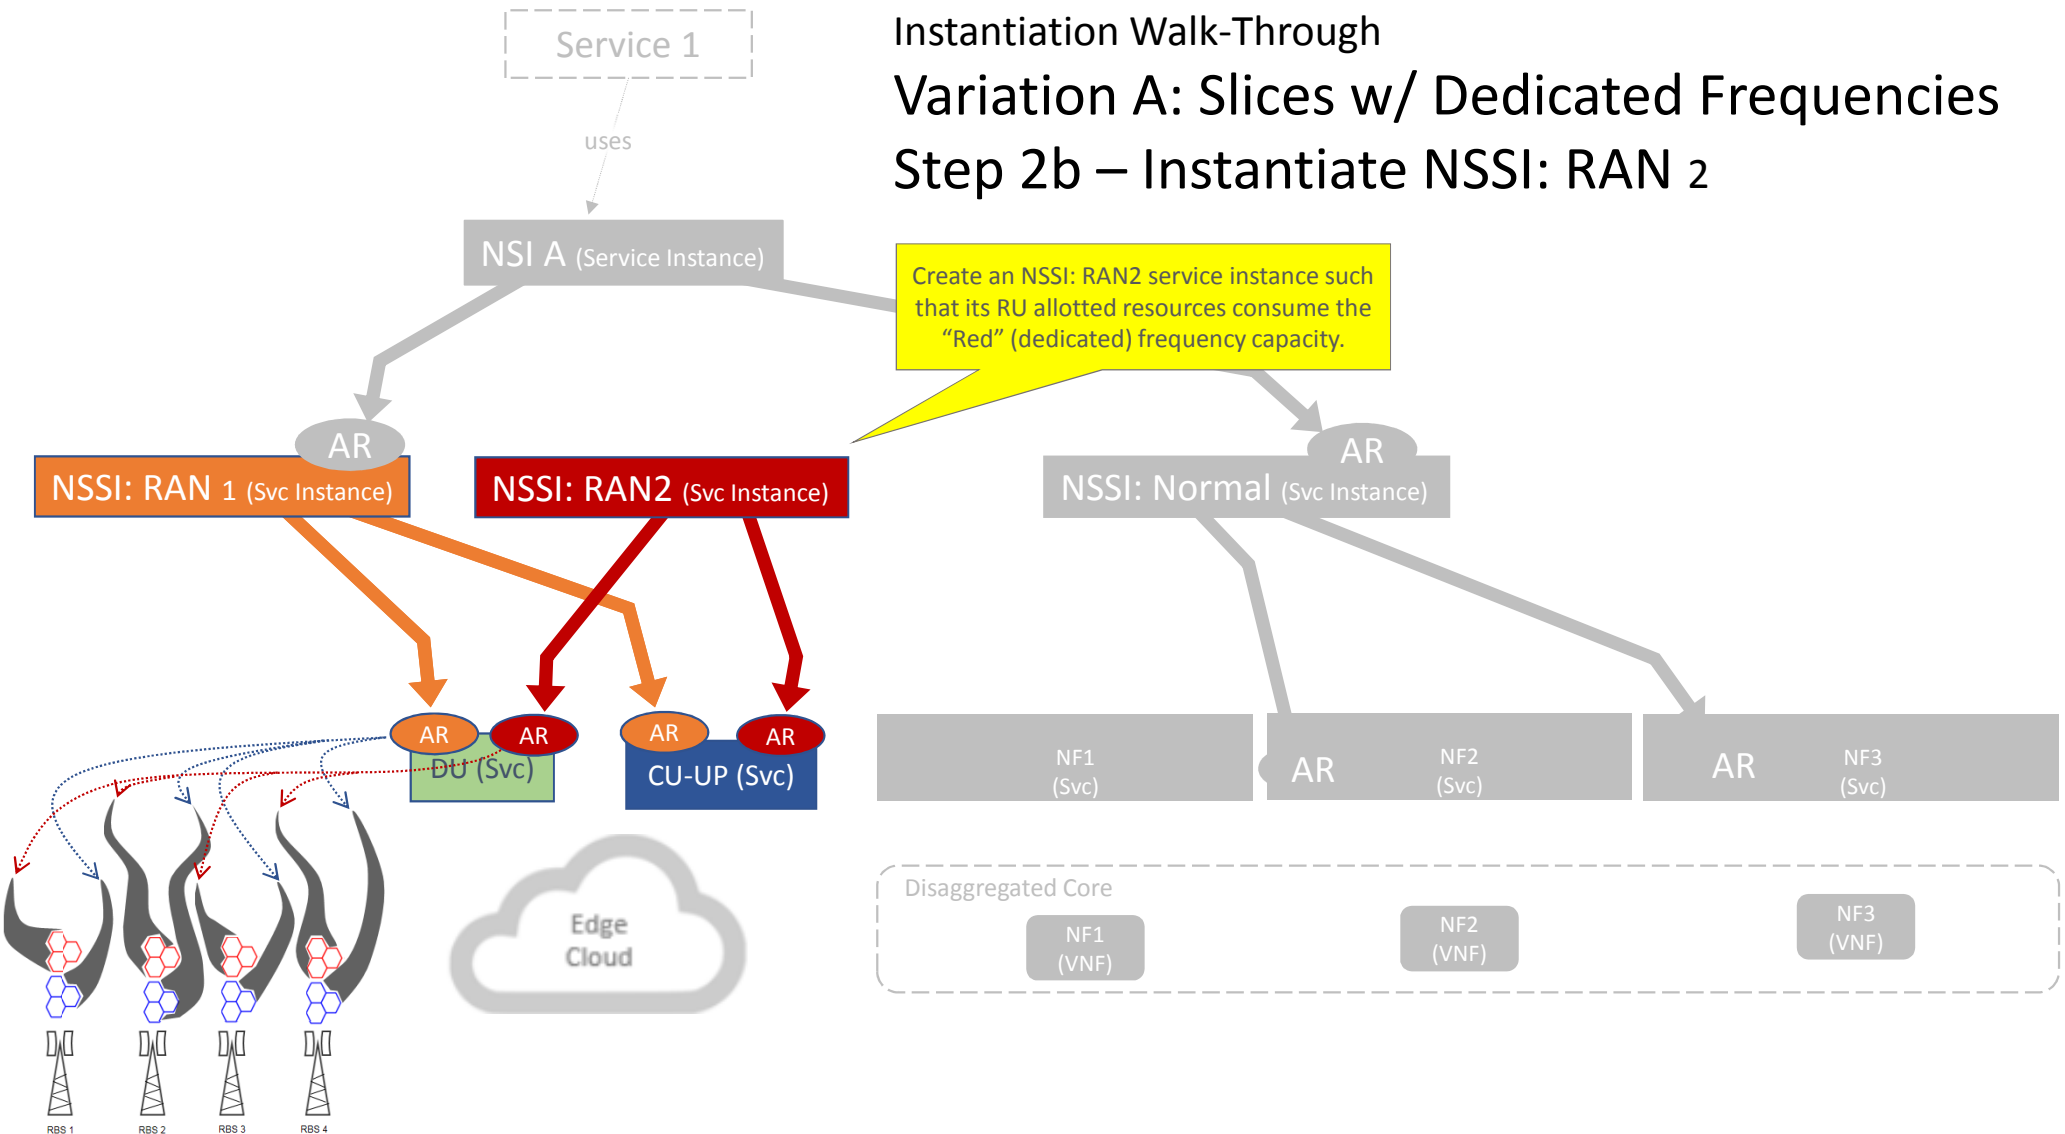 Service 1
Instantiation Walk-Through
Variation A: Slices w/ Dedicated Frequencies
Step 2b – Instantiate NSSI: RAN 2
uses
NSI A (Service Instance)
Create an NSSI: RAN2 service instance such
that its RU allotted resources consume the
“Red” (dedicated) frequency capacity.
AR
AR
NSSI: RAN 1 (Svc Instance)
NSSI: RAN2 (Svc Instance)
NSSI: Normal (Svc Instance)
AR
AR
AR
AR
DU (Svc)
CU-UP (Svc)
NF1
(Svc)
AR
NF2
(Svc)
AR
NF3
(Svc)
Edge
Cloud
Disaggregated Core
NF1
(VNF)
NF2
(VNF)
NF3
(VNF)
RBS 1
RBS 2
RBS 3
RBS 4